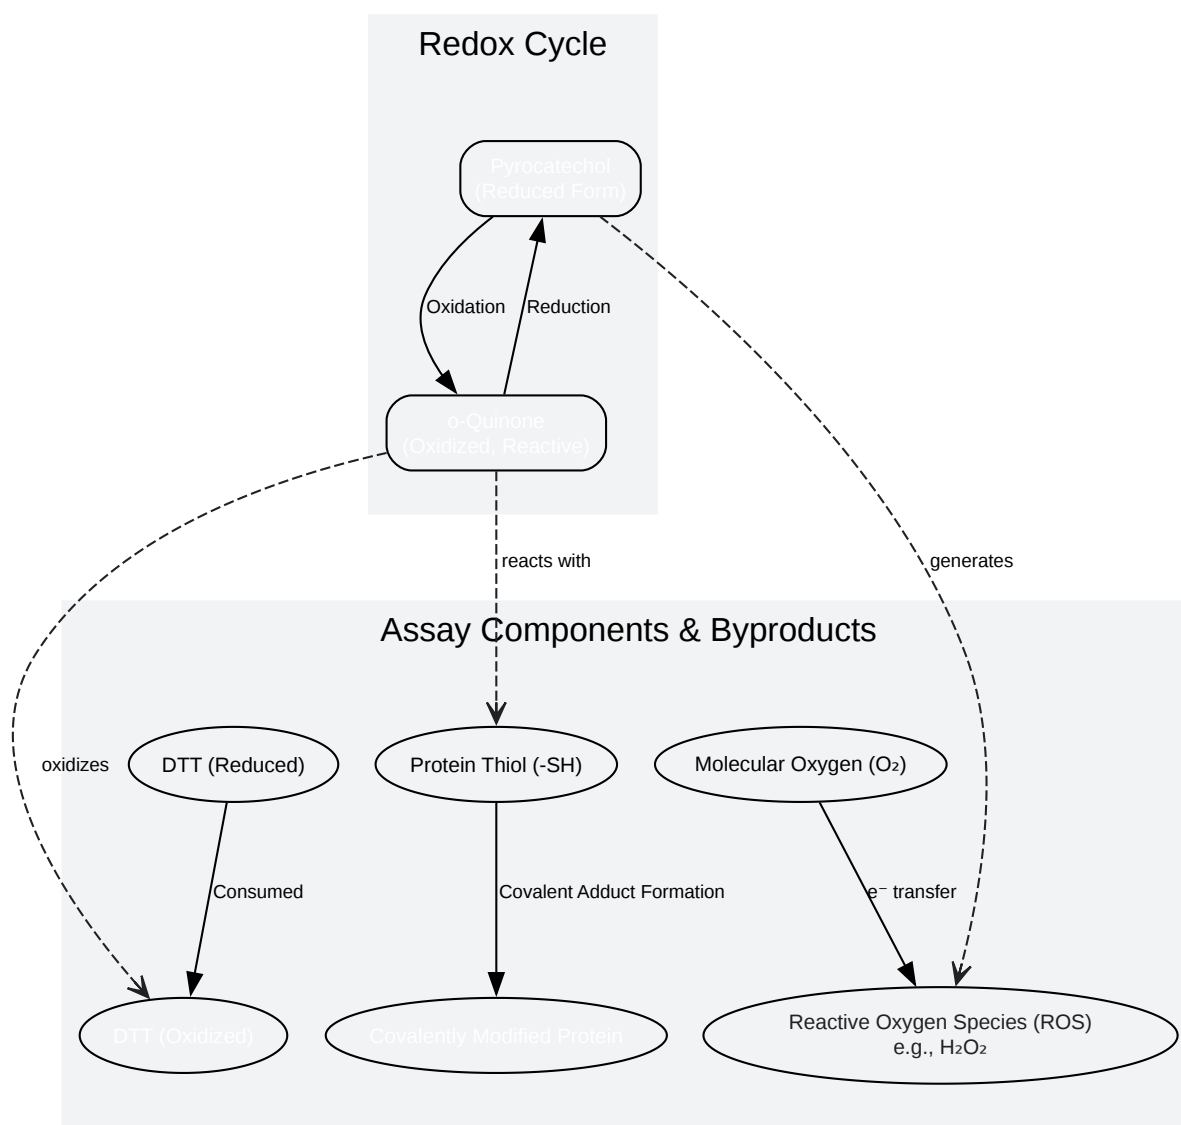 Redox Cycle
Pyrocatechol
(Reduced Form)
Oxidation
Reduction
o-Quinone
(Oxidized, Reactive)
reacts with
generates
Assay Components & Byproducts
oxidizes
DTT (Reduced)
Protein Thiol (-SH)
Molecular Oxygen (O₂)
Consumed
Covalent Adduct Formation
e⁻ transfer
DTT (Oxidized)
Covalently Modified Protein
Reactive Oxygen Species (ROS)
e.g., H₂O₂